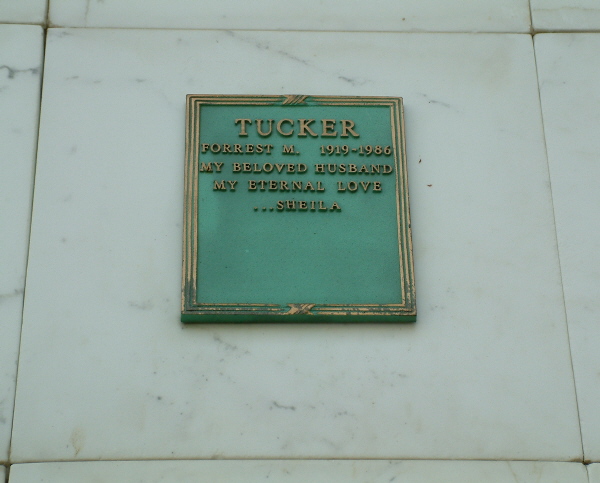 TUCKER
FORREST M. 1919-1986
MY BELOVED HUSBAND
MY ETERNAL LOVE
...SHEILA